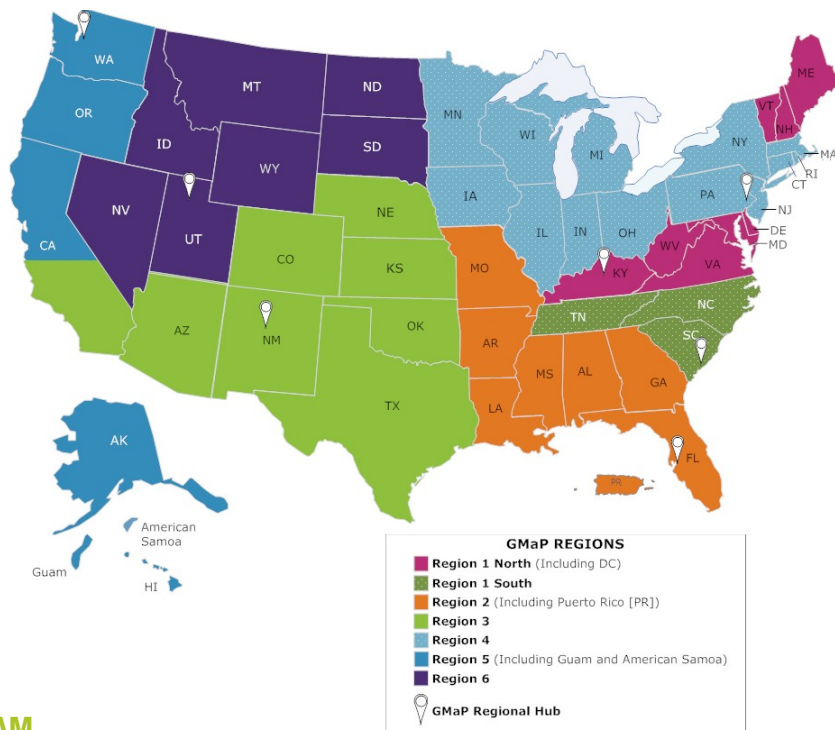 WA
OR
CA
ID
NV
MT
WY
UT
ND
SD
NE
CO
KS
AZ
NM
OK
TX
MN
WI
MI
IA
IL
IN
OH
NY
PA
MA
RI
CT
NJ
ME
VT
NH
DE
MD
WV
VA
KY
TN
NC
SC
MO
AR
LA
MS
AL
GA
FL
PR
AK
American
Samoa
Guam
HI
GMaP REGIONS
Region 1 North (Including DC)
Region 1 South
Region 2 (Including Puerto Rico [PR])
Region 3
Region 4
Region 5 (Including Guam and American Samoa)
Region 6
GMaP Regional Hub